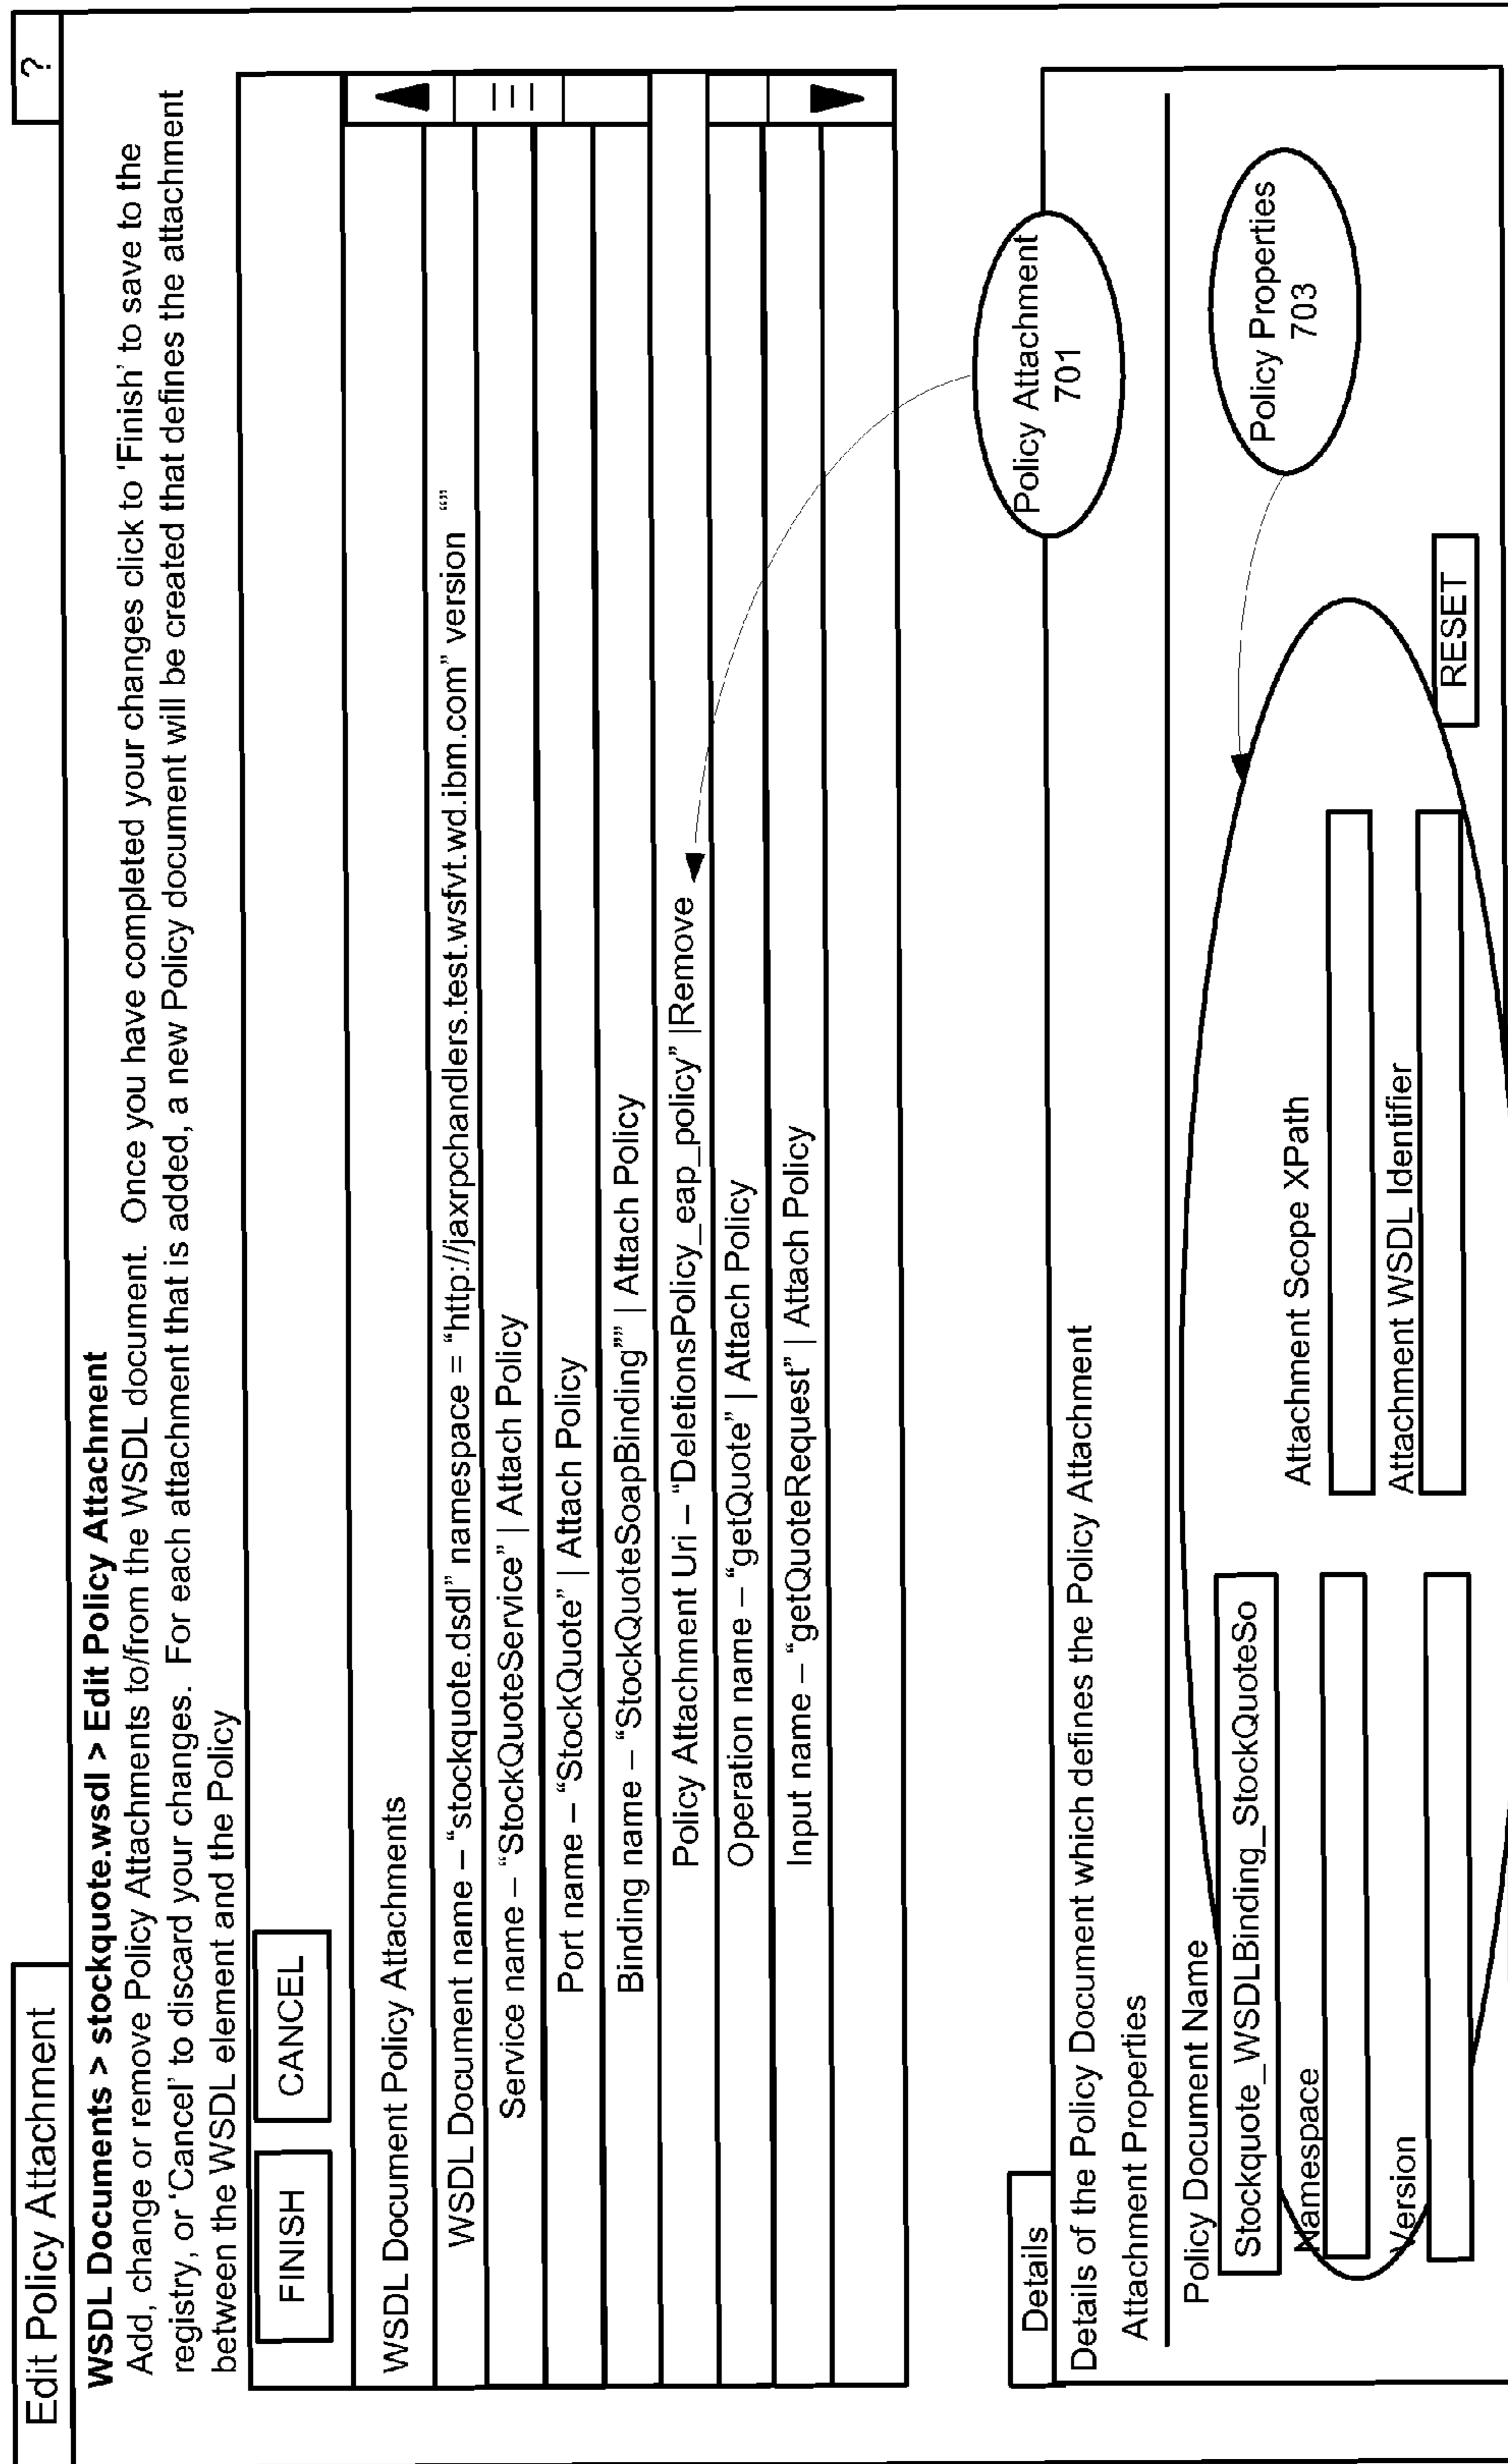 Edit Policy Attachment
?
WSDL Documents > stockquote.wsdl > Edit Policy Attachment
Add, change or remove Policy Attachments to/from the WSDL document. Once you have completed your changes click to 'Finish' to save to the
registry, or 'Cancel' to discard your changes. For each attachment that is added, a new Policy document will be created that defines the attachment
between the WSDL element and the Policy
FINISH
CANCEL
WSDL Document Policy Attachments
WSDL Document name – “stockquote.dsdl” namespace = “http://jaxrpchandlers.test.wsfvt.wd.ibm.com” version “”
Service name – “StockQuoteService” | Attach Policy
Port name – “StockQuote” | Attach Policy
Binding name – “StockQuoteSoapBinding”” | Attach Policy
Policy Attachment Uri – “DeletionsPolicy_eap_policy” |Remove
Operation name – “getQuote” | Attach Policy
Input name – “getQuoteRequest” | Attach Policy
Policy Attachment
701
Details
Details of the Policy Document which defines the Policy Attachment
Attachment Properties
Policy Properties
703
Policy Document Name
Stockquote_WSDLBinding_StockQuoteSo
Namespace
Attachment Scope XPath
Version
Attachment WSDL Identifier
RESET